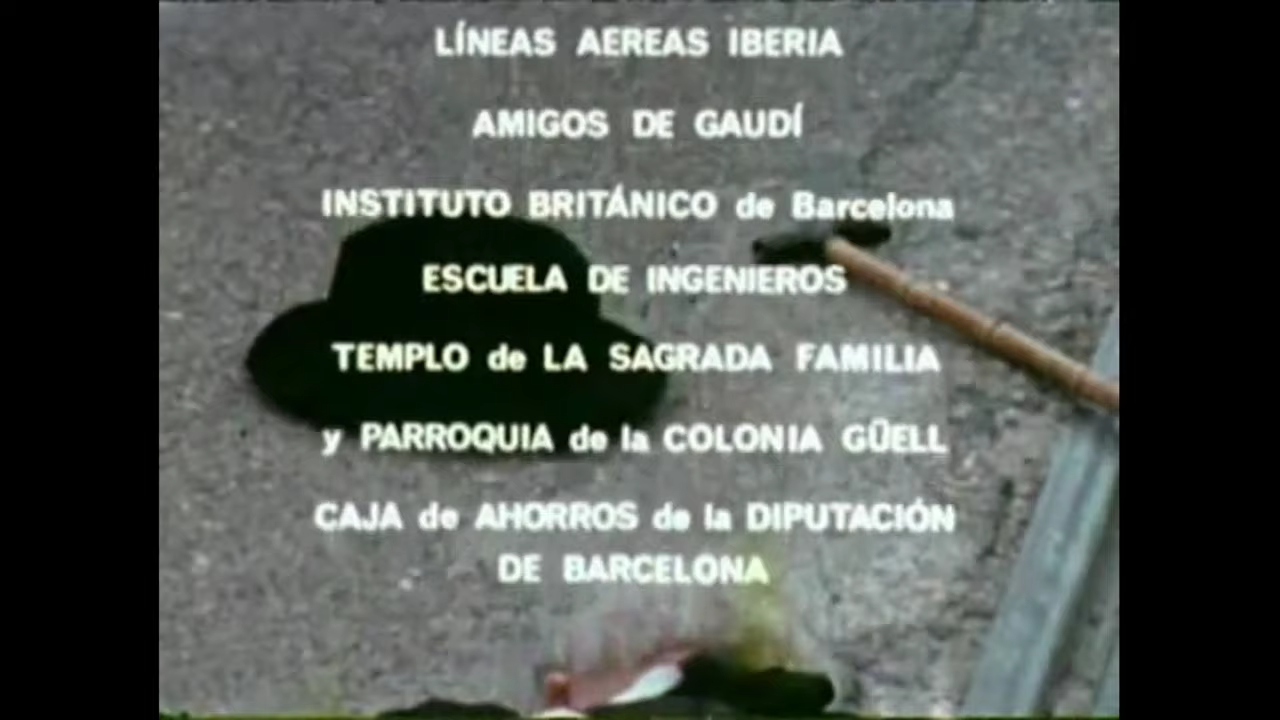 LÍNEAS AEREAS IBERIA
AMIGOS DE GAUDÍ
INSTITUTO BRITÁNICO de Barcelona
ESCUELA DE INGENIEROS
TEMPLO de LA SAGRADA FAMILIA
y PARROQUIA de la COLONIA GÜELL
CAJA de AHORROS de la DIPUTACIÓN
DE BARCELONA